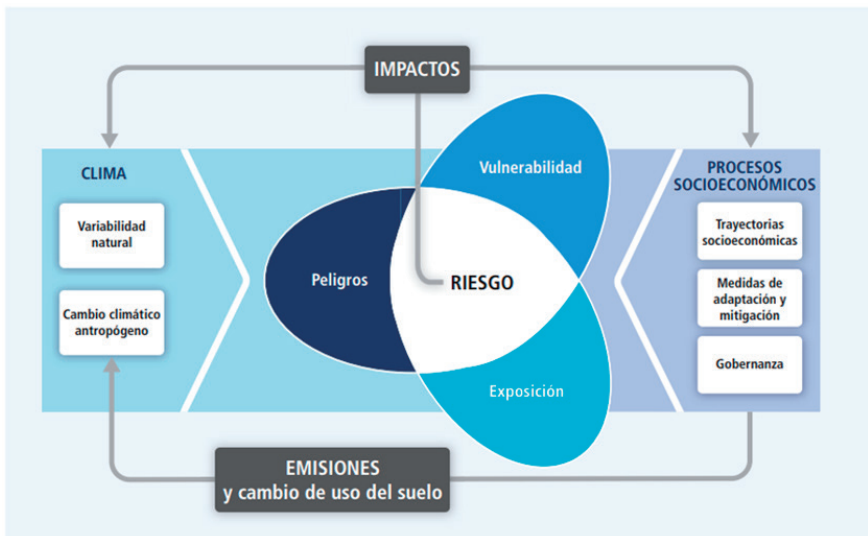 IMPACTOS
CLIMA
Variabilidad
natural
Cambio climático
antropógeno
Peligros
RIESGO
Vulnerabilidad
Exposición
PROCESOS
SOCIOECONÓMICOS
Trayectorias
socioeconómicas
Medidas de
adaptación y
mitigación
Gobernanza
EMISIONES
y cambio de uso del suelo